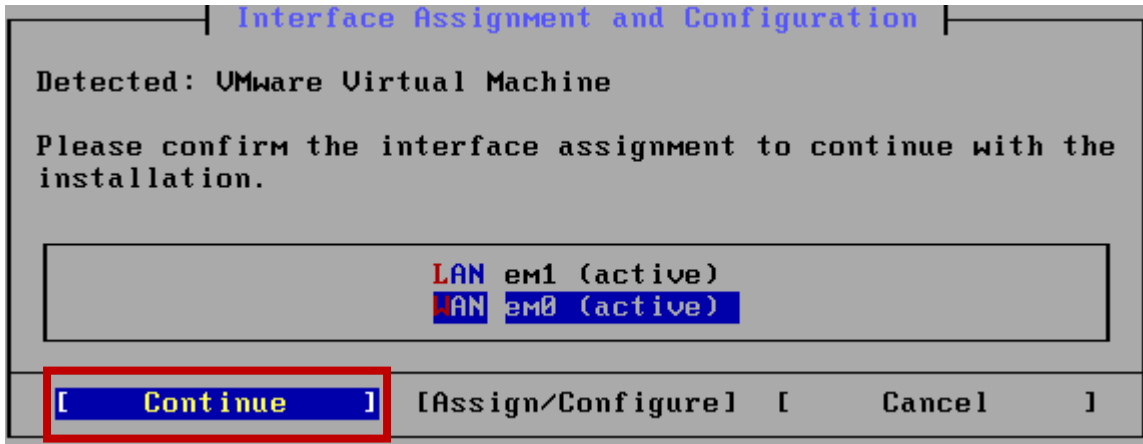 Interface Assignment and Configuration
Detected: VMware Virtual Machine
Please confirm the interface assignment to continue with the
installation.
LAN em1 (active)
WAN em0 (active)
[ Continue ] [Assign/Configure] [ Cancel ]